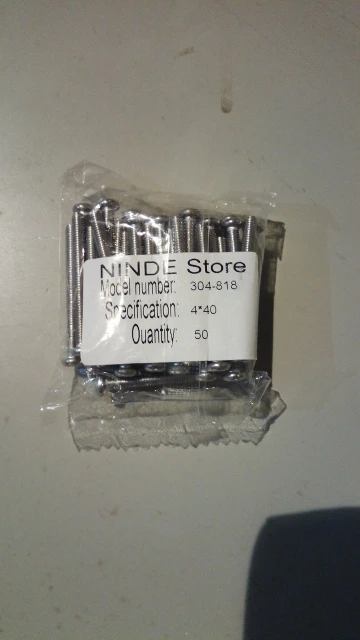 NINDE Store
Model number: 304-818
Specification: 4*40
Quantity: 50